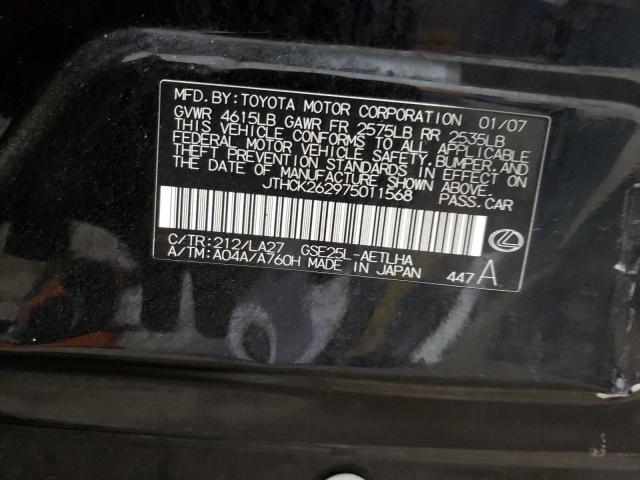 MFD.BY:TOYOTA MOTOR CORPORATION 01/07
GVWR 4615LB GAWR FR 2575LB RR 2535LB
THIS VEHICLE CONFORMS TO ALL APPLICABLE
FEDERAL MOTOR VEHICLE SAFETY,BUMPER,AND
THEFT PREVENTION STANDARDS IN EFFECT ON
THE DATE OF MANUFACTURE SHOWN ABOVE.
JTHCK262975011568 PASS.CAR
C/TR:212/LA27 GSE25L-AETLHA
A/TM:A04A/A760H MADE IN JAPAN 447A